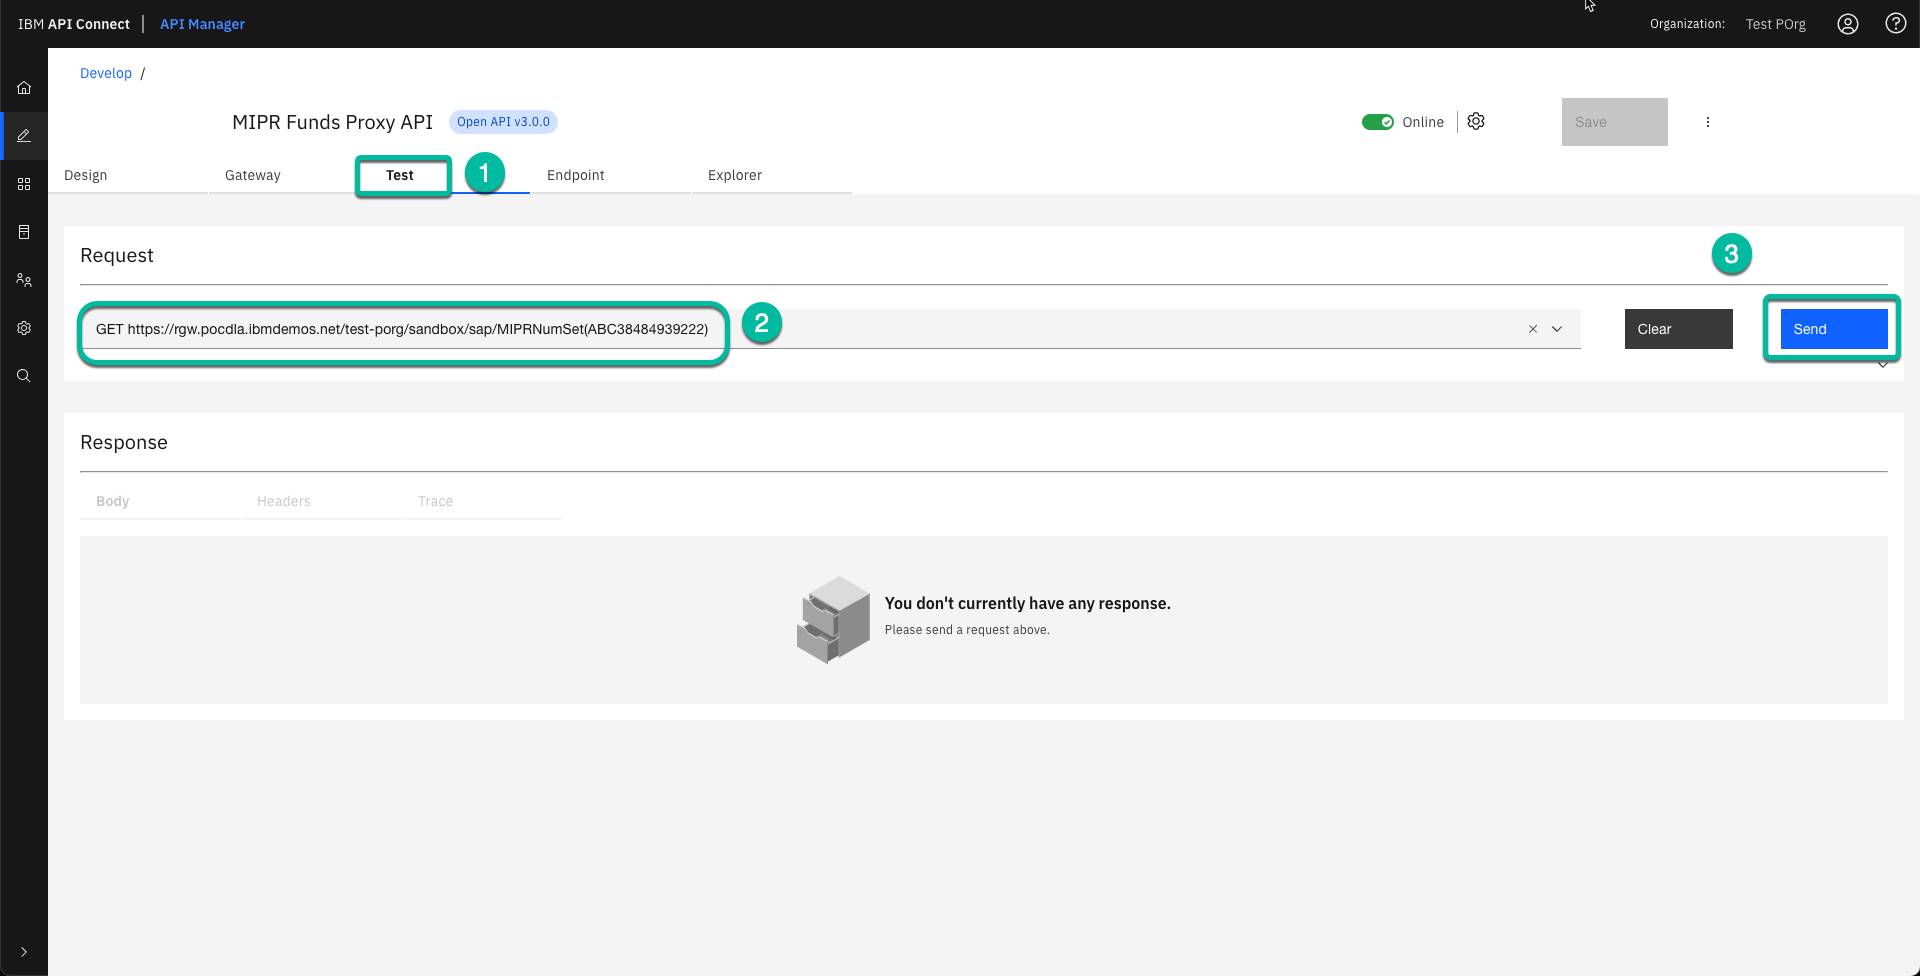 IBM API Connect | API Manager
Organization: Test POrg
Develop /
MIPR Funds Proxy API Open API v3.0.0
Online
Save
Design Gateway Test 1 Endpoint Explorer
Request
3
GET https://rgw.pocdla.ibmdemos.net/test-porg/sandbox/sap/MIPRNumSet(ABC38484939222) 2
Clear
Send
Response
Body Headers Trace
You don't currently have any response.
Please send a request above.